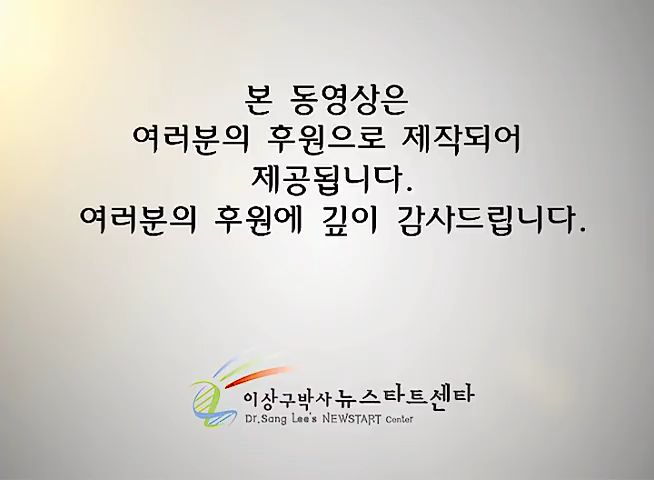 본 동영상은
여러분의 후원으로 제작되어
제공됩니다.
여러분의 후원에 깊이 감사드립니다.
이상구박사 뉴스타트센타
Dr.Sang Lee's NEWSTART Center